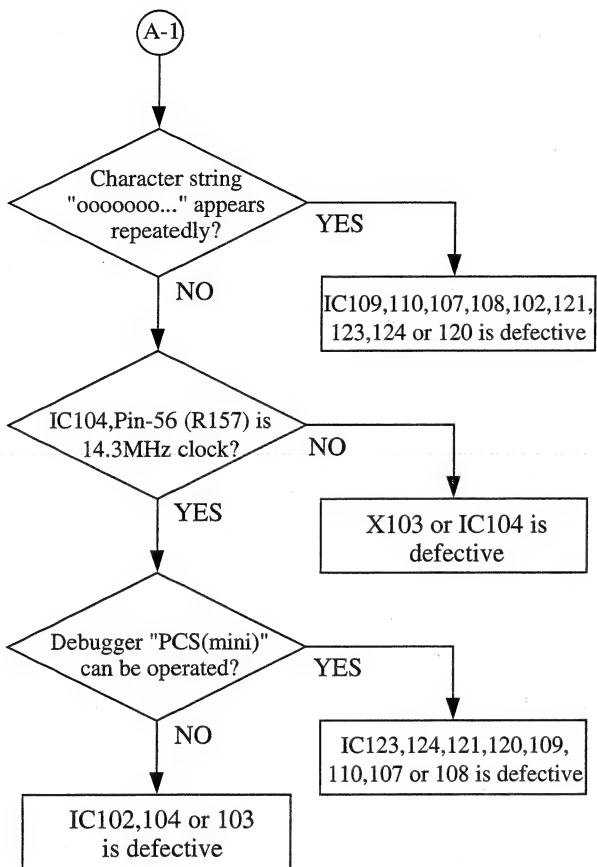 A-1
Character string
"ooooooo..." appears
repeatedly?
YES
NO
IC109,110,107,108,102,121,
123,124 or 120 is defective
IC104,Pin-56 (R157) is
14.3MHz clock?
NO
YES
X103 or IC104 is
defective
Debugger "PCS(mini)"
can be operated?
YES
NO
IC123,124,121,120,109,
110,107 or 108 is defective
IC102,104 or 103
is defective